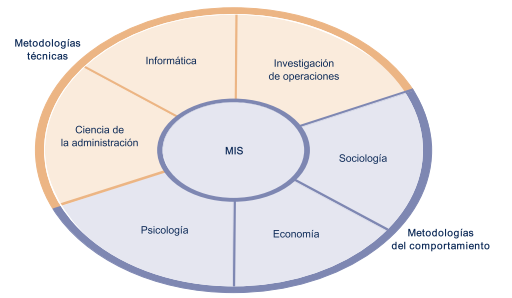 Metodologías
técnicas
Informática
Investigación
de operaciones
Ciencia de
la administración
MIS
Sociología
Psicología
Economía
Metodologías
del comportamiento